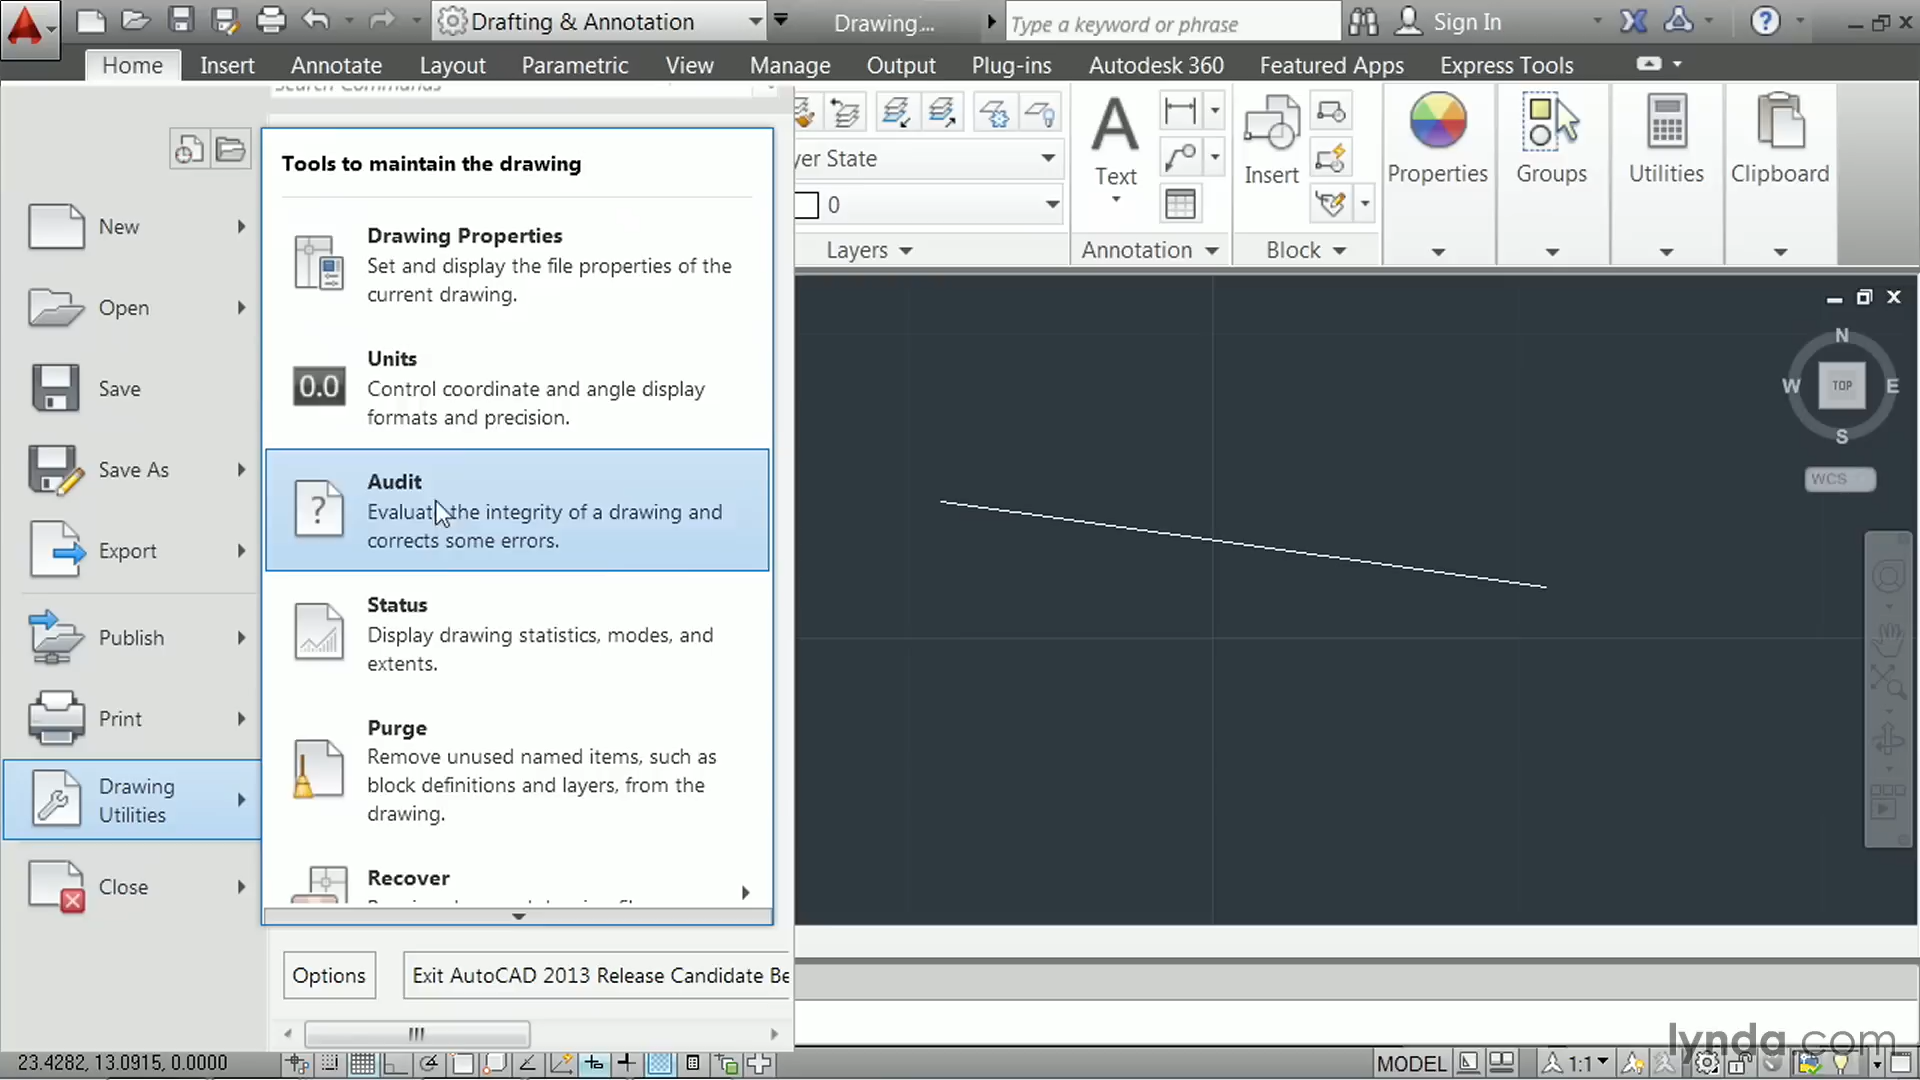 Drafting & Annotation
Drawing...
Type a keyword or phrase
Sign In
Home
Insert
Annotate
Layout
Parametric
View
Manage
Output
Plug-ins
Autodesk 360
Featured Apps
Express Tools
Search Commands
Tools to maintain the drawing
New
Open
Save
Save As
Export
Publish
Print
Drawing
Utilities
Close
Drawing Properties
Set and display the file properties of the
current drawing.
0.0
Units
Control coordinate and angle display
formats and precision.
?
Audit
Evaluate the integrity of a drawing and
corrects some errors.
Status
Display drawing statistics, modes, and
extents.
Purge
Remove unused named items, such as
block definitions and layers, from the
drawing.
Recover
Options
Exit AutoCAD 2013 Release Candidate Be
yer State
0
Layers
A
Text
Annotation
Insert
Block
Properties
Groups
Utilities
Clipboard
N
W
TOP
E
S
WCS
23.4282, 13.0915, 0.0000
MODEL
1:1
lynda.com